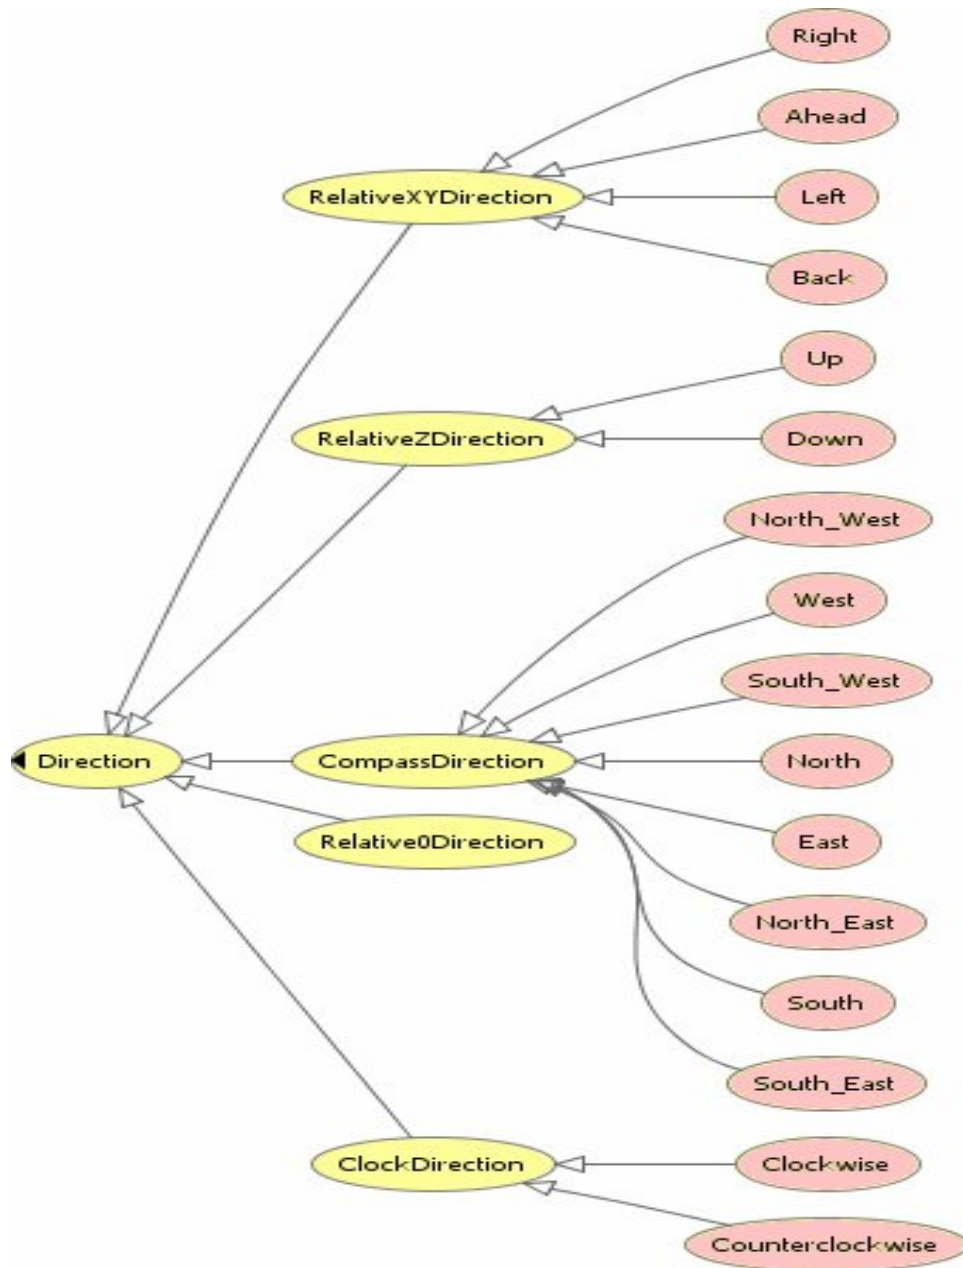 Right
Ahead
RelativeXYDirection
Left
Back
Up
RelativeZDirection
Down
North_West
West
South_West
Direction
CompassDirection
North
Relative0Direction
East
North_East
South
South_East
ClockDirection
Clockwise
Counterclockwise